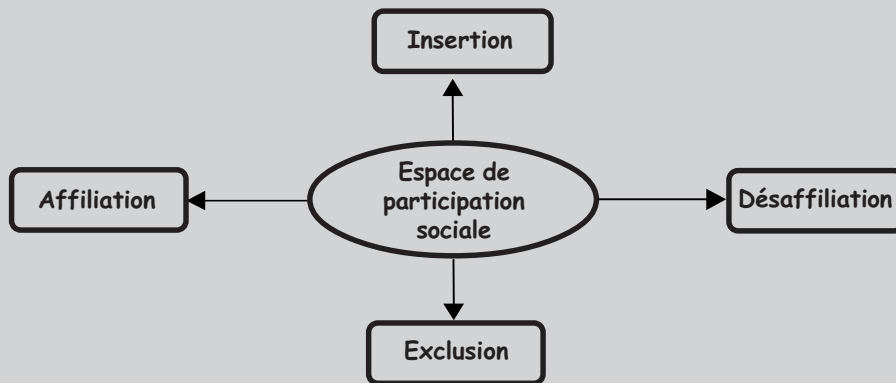 Insertion
Affiliation
Espace de
participation
sociale
Désaffiliation
Exclusion